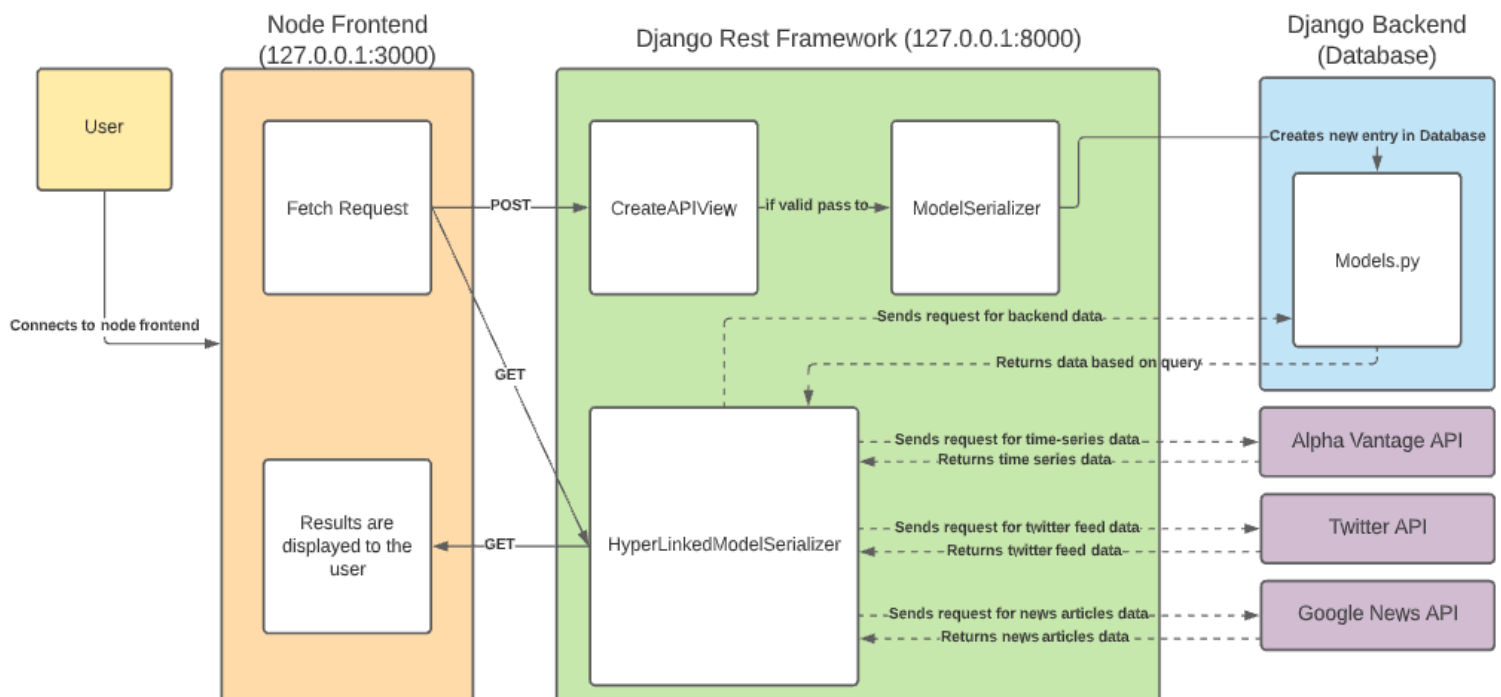 Node Frontend
(127.0.0.1:3000)
Django Rest Framework (127.0.0.1:8000)
Django Backend
(Database)
User
Fetch Request
POST
CreateAPIView
if valid pass to
ModelSerializer
Creates new entry in Database
Models.py
Connects to node frontend
Sends request for backend data
Returns data based on query
GET
Results are
displayed to the
user
GET
HyperLinkedModelSerializer
Sends request for time-series data
Returns time series data
Alpha Vantage API
Sends request for twitter feed data
Returns twitter feed data
Twitter API
Sends request for news articles data
Returns news articles data
Google News API